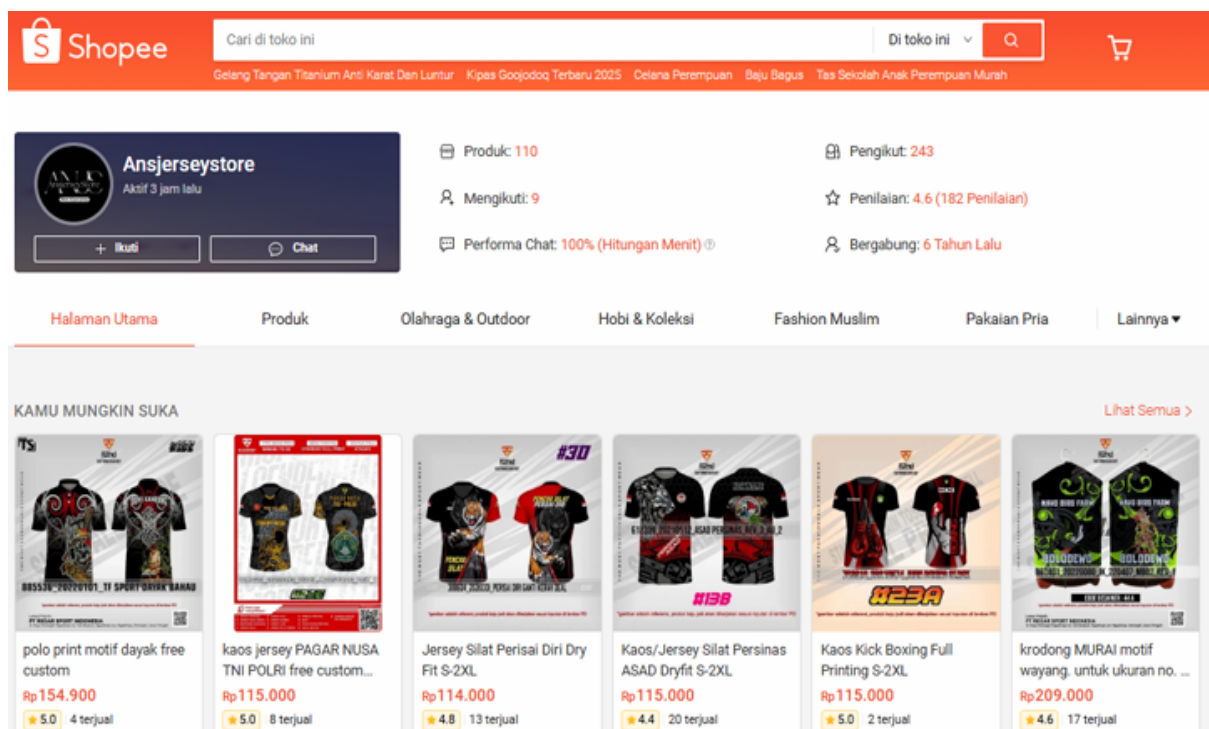 Shopee
Cari di toko ini
Di toko ini
Gelang Tangan Titanium Anti Karat Dan Luntur Kipas Goojodoq Terbaru 2025 Celana Perempuan Baju Bagus Tas Sekolah Anak Perempuan Murah
Ansjerseystore
Aktif 3 jam lalu
+ Ikuti
Chat
Produk: 110
Pengikut: 243
Mengikuti: 9
Penilaian: 4.6 (182 Penilaian)
Performa Chat: 100% (Hitungan Menit)
Bergabung: 6 Tahun Lalu
Halaman Utama Produk Olahraga & Outdoor Hobi & Koleksi Fashion Muslim Pakaian Pria Lainnya
KAMU MUNGKIN SUKA
Lihat Semua >
#30
#138
#23A
polo print motif dayak free
custom
Rp154.900
5.0 4 terjual
kaos jersey PAGAR NUSA
TNI POLRI free custom...
Rp115.000
5.0 8 terjual
Jersey Silat Perisai Diri Dry
Fit S-2XL
Rp114.000
4.8 13 terjual
Kaos/Jersey Silat Persinas
ASAD Dryfit S-2XL
Rp115.000
4.4 20 terjual
Kaos Kick Boxing Full
Printing S-2XL
Rp115.000
5.0 2 terjual
krodong MURAI motif
wayang. untuk ukuran no. ...
Rp209.000
4.6 17 terjual